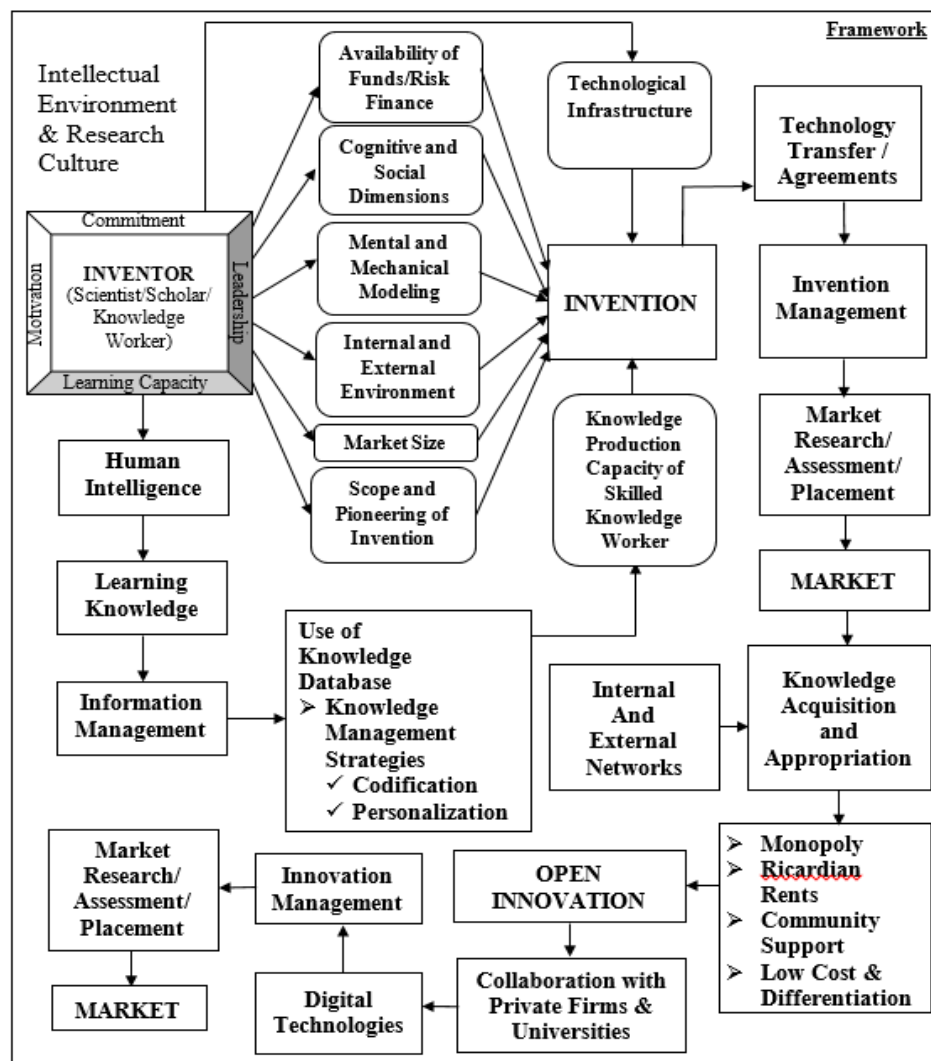 Framework
Intellectual
Environment
& Research
Culture
Availability of
Funds/Risk
Finance
Technological
Infrastructure
Technology
Transfer /
Agreements
Cognitive and
Social
Dimensions
Commitment
Motivation
INVENTOR
(Scientist/Scholar/
Knowledge
Worker)
Leadership
Learning Capacity
Mental and
Mechanical
Modeling
INVENTION
Invention
Management
Internal and
External
Environment
Market Size
Scope and
Pioneering of
Invention
Knowledge
Production
Capacity of
Skilled
Knowledge
Worker
Market
Research/
Assessment/
Placement
Human
Intelligence
MARKET
Learning
Knowledge
Use of
Knowledge
Database
➢ Knowledge
Management
Strategies
✓ Codification
✓ Personalization
Information
Management
Internal
And
External
Networks
Knowledge
Acquisition
and
Appropriation
➢ Monopoly
➢ Ricardian
Rents
➢ Community
Support
➢ Low Cost &
Differentiation
OPEN
INNOVATION
Collaboration with
Private Firms &
Universities
Digital
Technologies
Innovation
Management
Market
Research/
Assessment/
Placement
MARKET